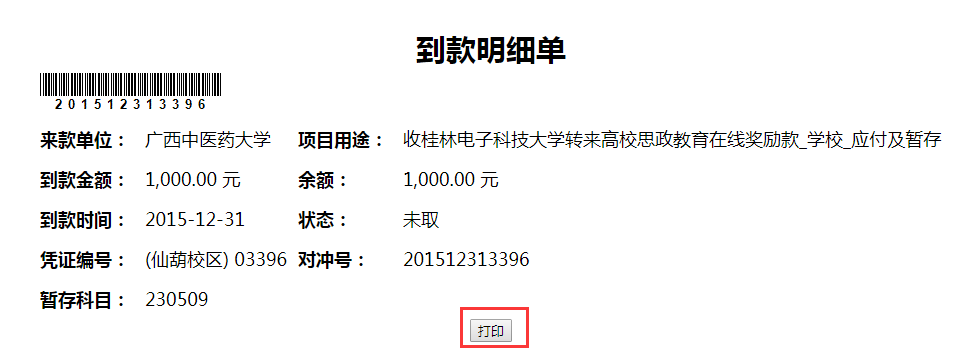 到款明细单
201512313396
来款单位： 广西中医药大学 项目用途： 收桂林电子科技大学转来高校思政教育在线奖励款_学校_应付及暂存
到款金额： 1,000.00 元 余额： 1,000.00 元
到款时间： 2015-12-31 状态： 未取
凭证编号： (仙葫校区) 03396 对冲号： 201512313396
暂存科目： 230509
打印